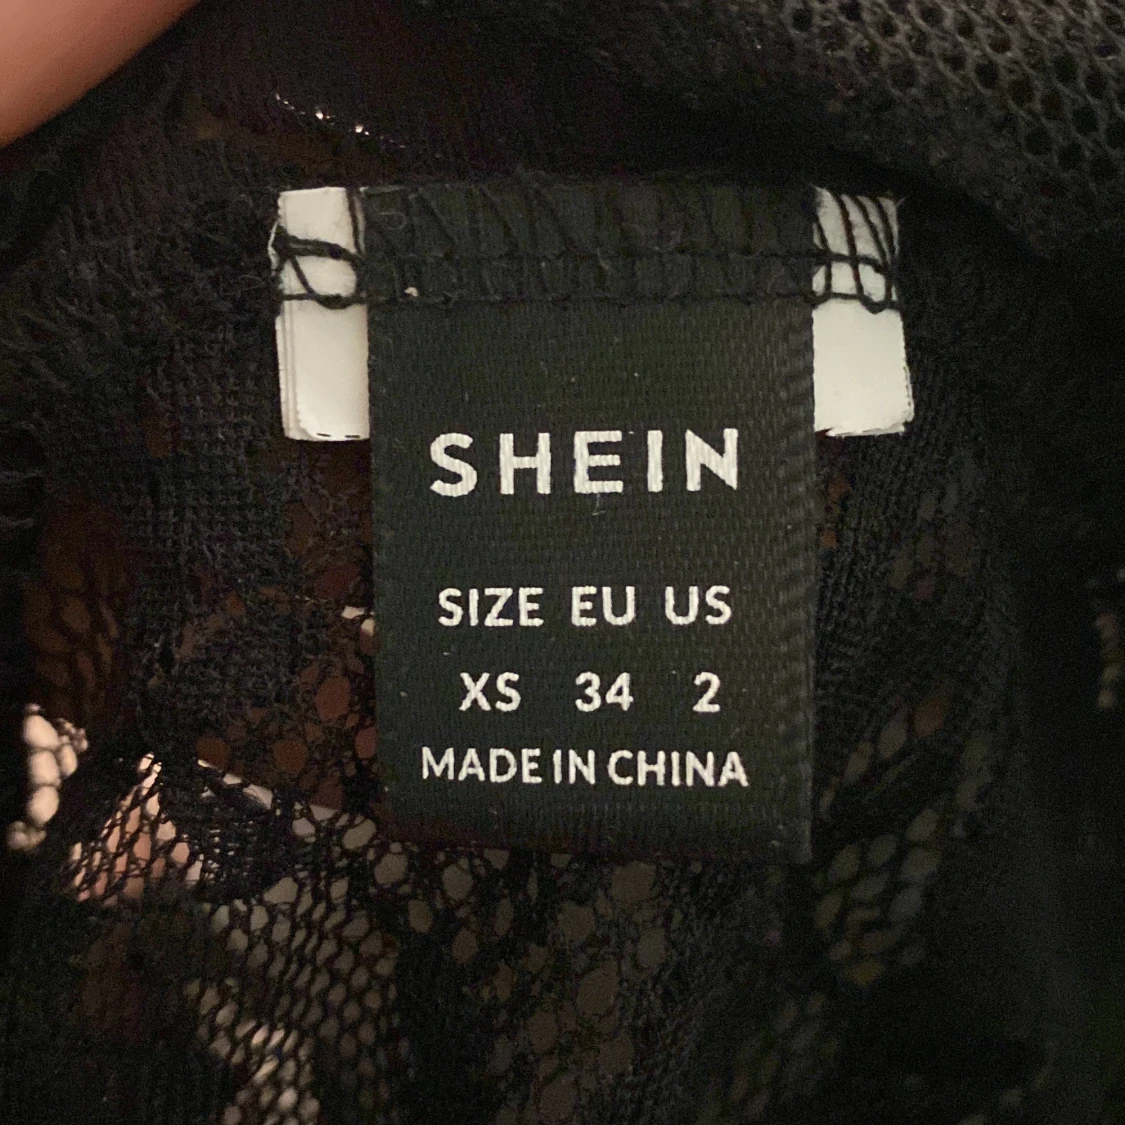 SHEIN
SIZE EU US
XS 34 2
MADE IN CHINA